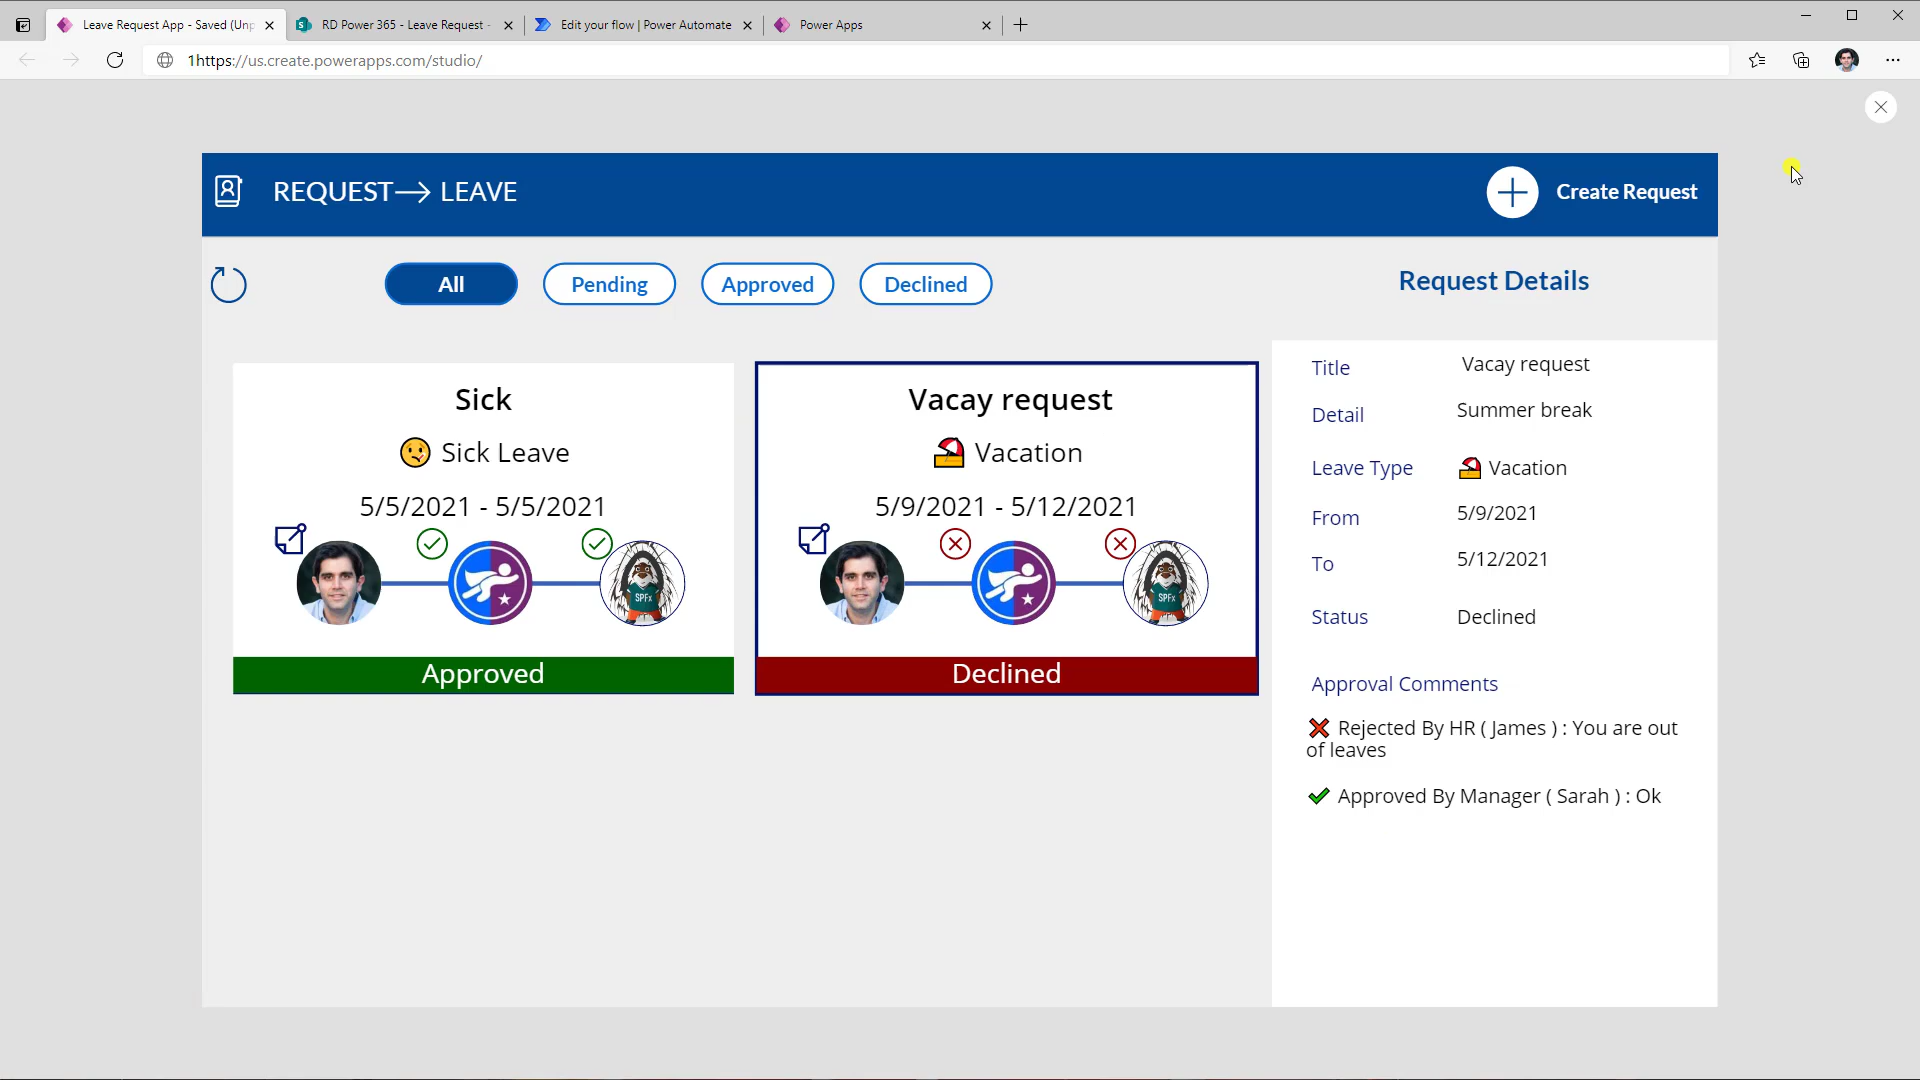 Leave Request App - Saved (Unp
RD Power 365 - Leave Request -
Edit your flow | Power Automate
Power Apps
1https://us.create.powerapps.com/studio/
REQUEST→ LEAVE
Create Request
All
Pending
Approved
Declined
Request Details
Sick
🤒 Sick Leave
5/5/2021 - 5/5/2021
SPFx
Approved
Vacay request
🏖 Vacation
5/9/2021 - 5/12/2021
SPFx
Declined
Title Vacay request
Detail Summer break
Leave Type 🏖 Vacation
From 5/9/2021
To 5/12/2021
Status Declined
Approval Comments
❌ Rejected By HR ( James ) : You are out
of leaves
✔ Approved By Manager ( Sarah ) : Ok